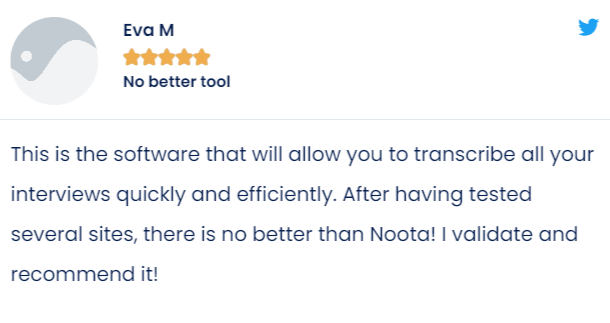 Eva M
No better tool
This is the software that will allow you to transcribe all your
interviews quickly and efficiently. After having tested
several sites, there is no better than Noota! I validate and
recommend it!